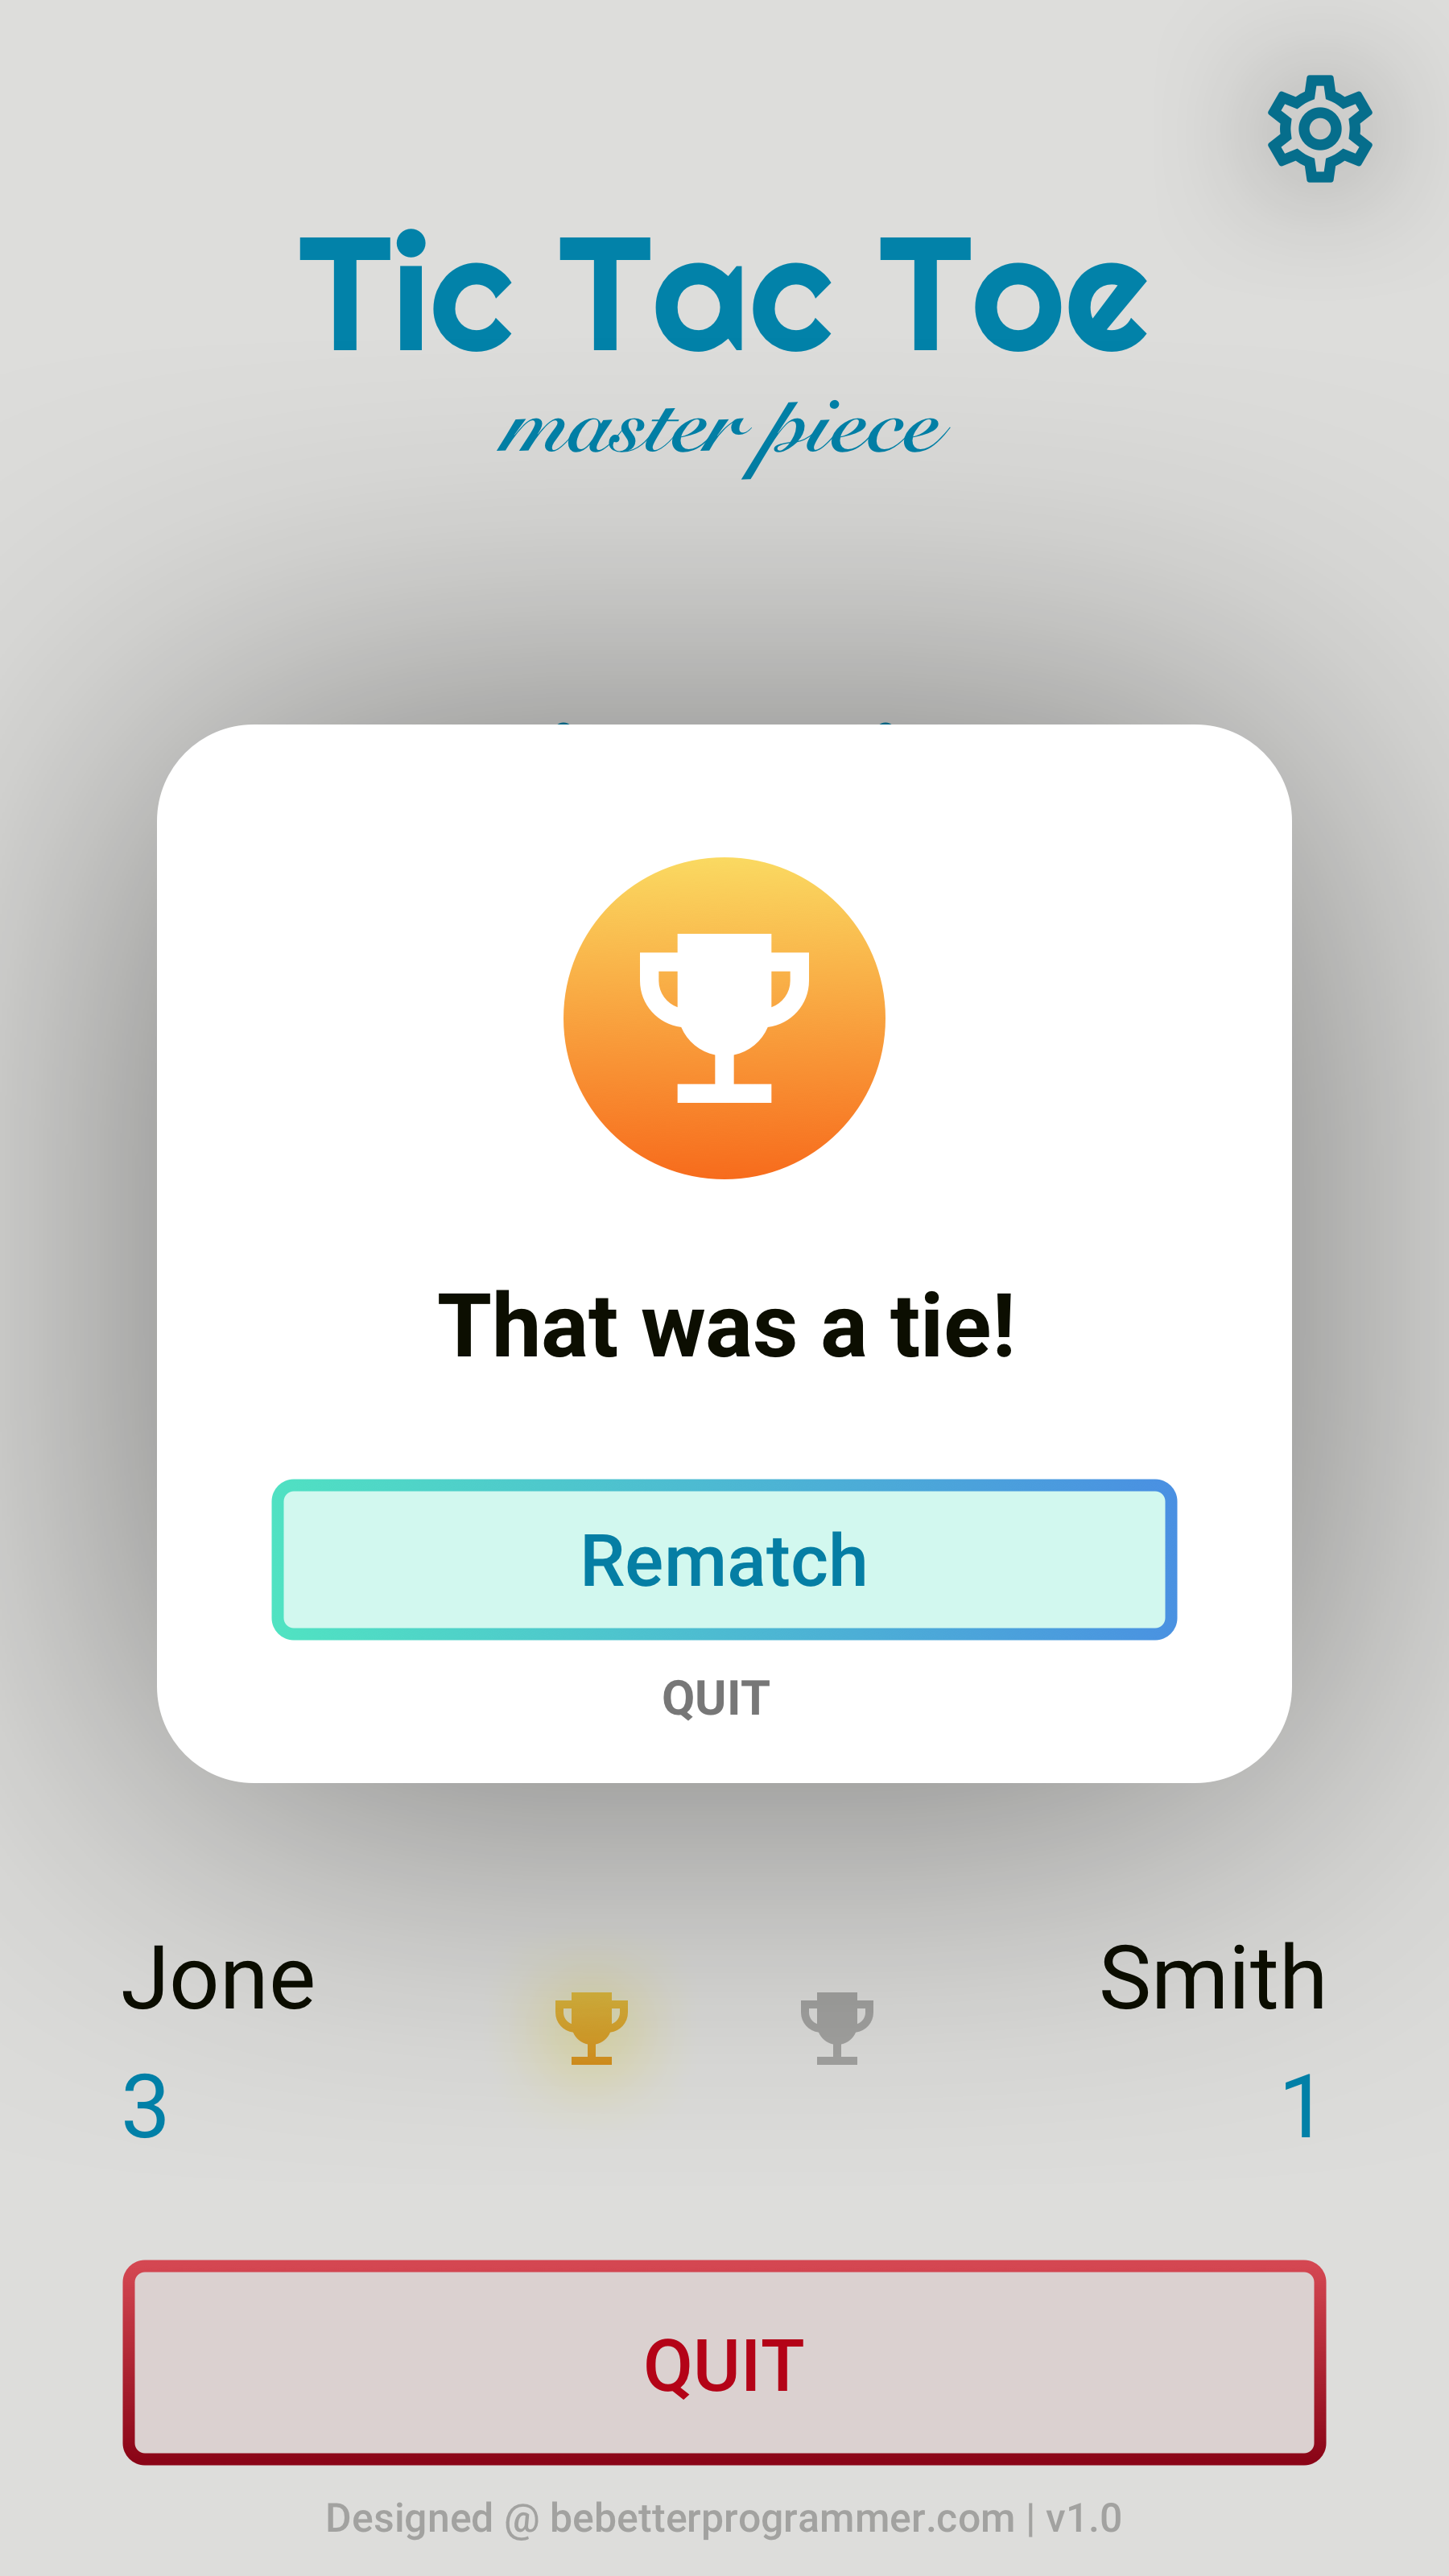 Tic Tac Toe
master piece
That was a tie!
Rematch
QUIT
Jone
Smith
3
1
QUIT
Designed @ bebetterprogrammer.com | v1.0